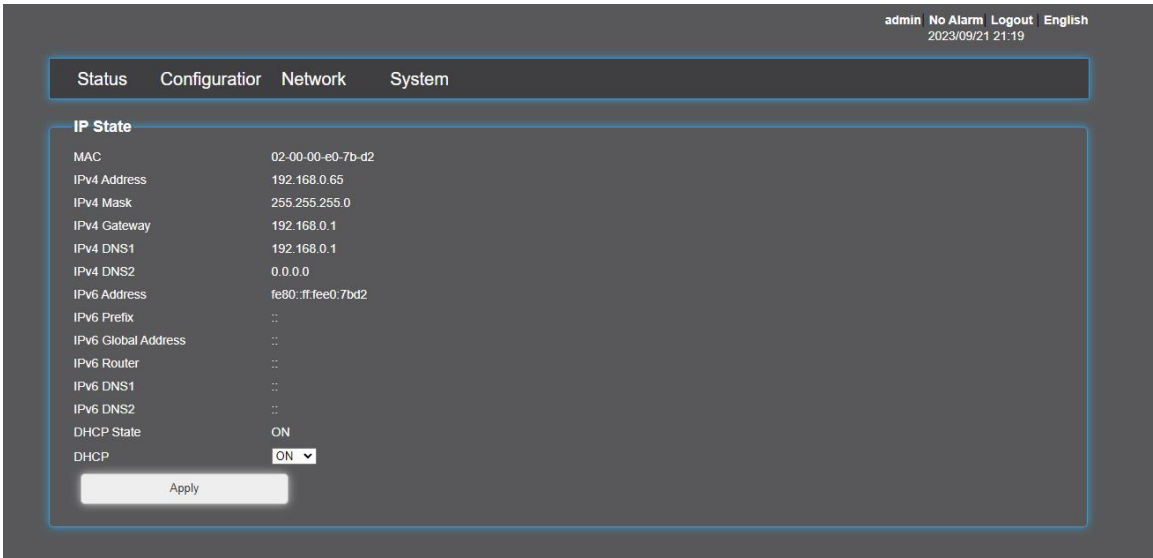 admin| No Alarm| Logout | English
2023/09/21 21:19
Status Configuratior Network System
IP State
MAC 02-00-00-e0-7b-d2
IPv4 Address 192.168.0.65
IPv4 Mask 255.255.255.0
IPv4 Gateway 192.168.0.1
IPv4 DNS1 192.168.0.1
IPv4 DNS2 0.0.0.0
IPv6 Address fe80::ff:fee0:7bd2
IPv6 Prefix ::
IPv6 Global Address ::
IPv6 Router ::
IPv6 DNS1 ::
IPv6 DNS2 ::
DHCP State ON
DHCP ON
Apply